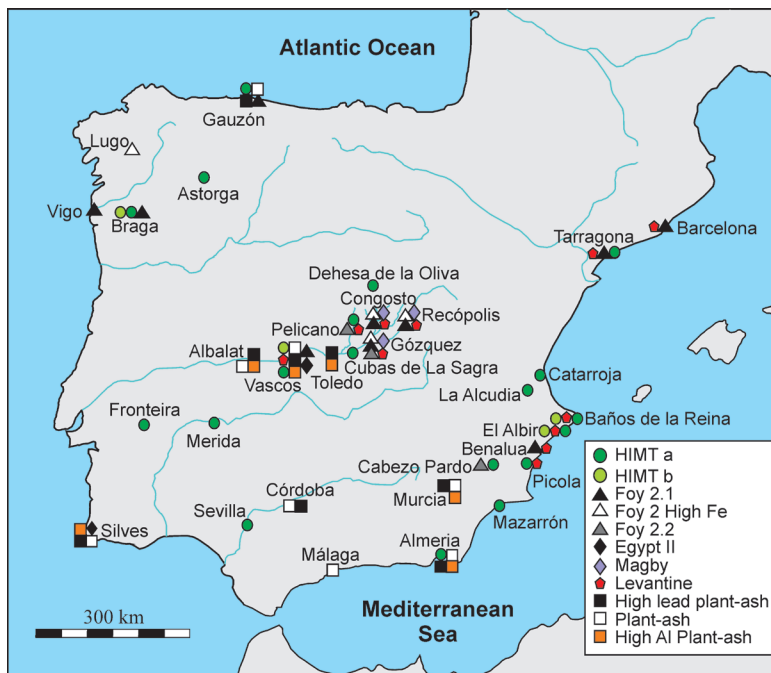 Atlantic Ocean
Gauzón
Lugo
Astorga
Vigo
Braga
Barcelona
Tarragona
Dehesa de la Oliva
Congosto
Recópolis
Pelicano
Gózquez
Albalat
Cubas de La Sagra
Toledo
Vascos
Catarroja
La Alcudia
Fronteira
Merida
Baños de la Reina
El Albir
Benalua
Cabezo Pardo
Picola
Córdoba
Murcia
Sevilla
Mazarrón
Silves
Almeria
Málaga
300 km
Mediterranean
Sea
HIMT a
HIMT b
Foy 2.1
Foy 2 High Fe
Foy 2.2
Egypt II
Magby
Levantine
High lead plant-ash
Plant-ash
High Al Plant-ash